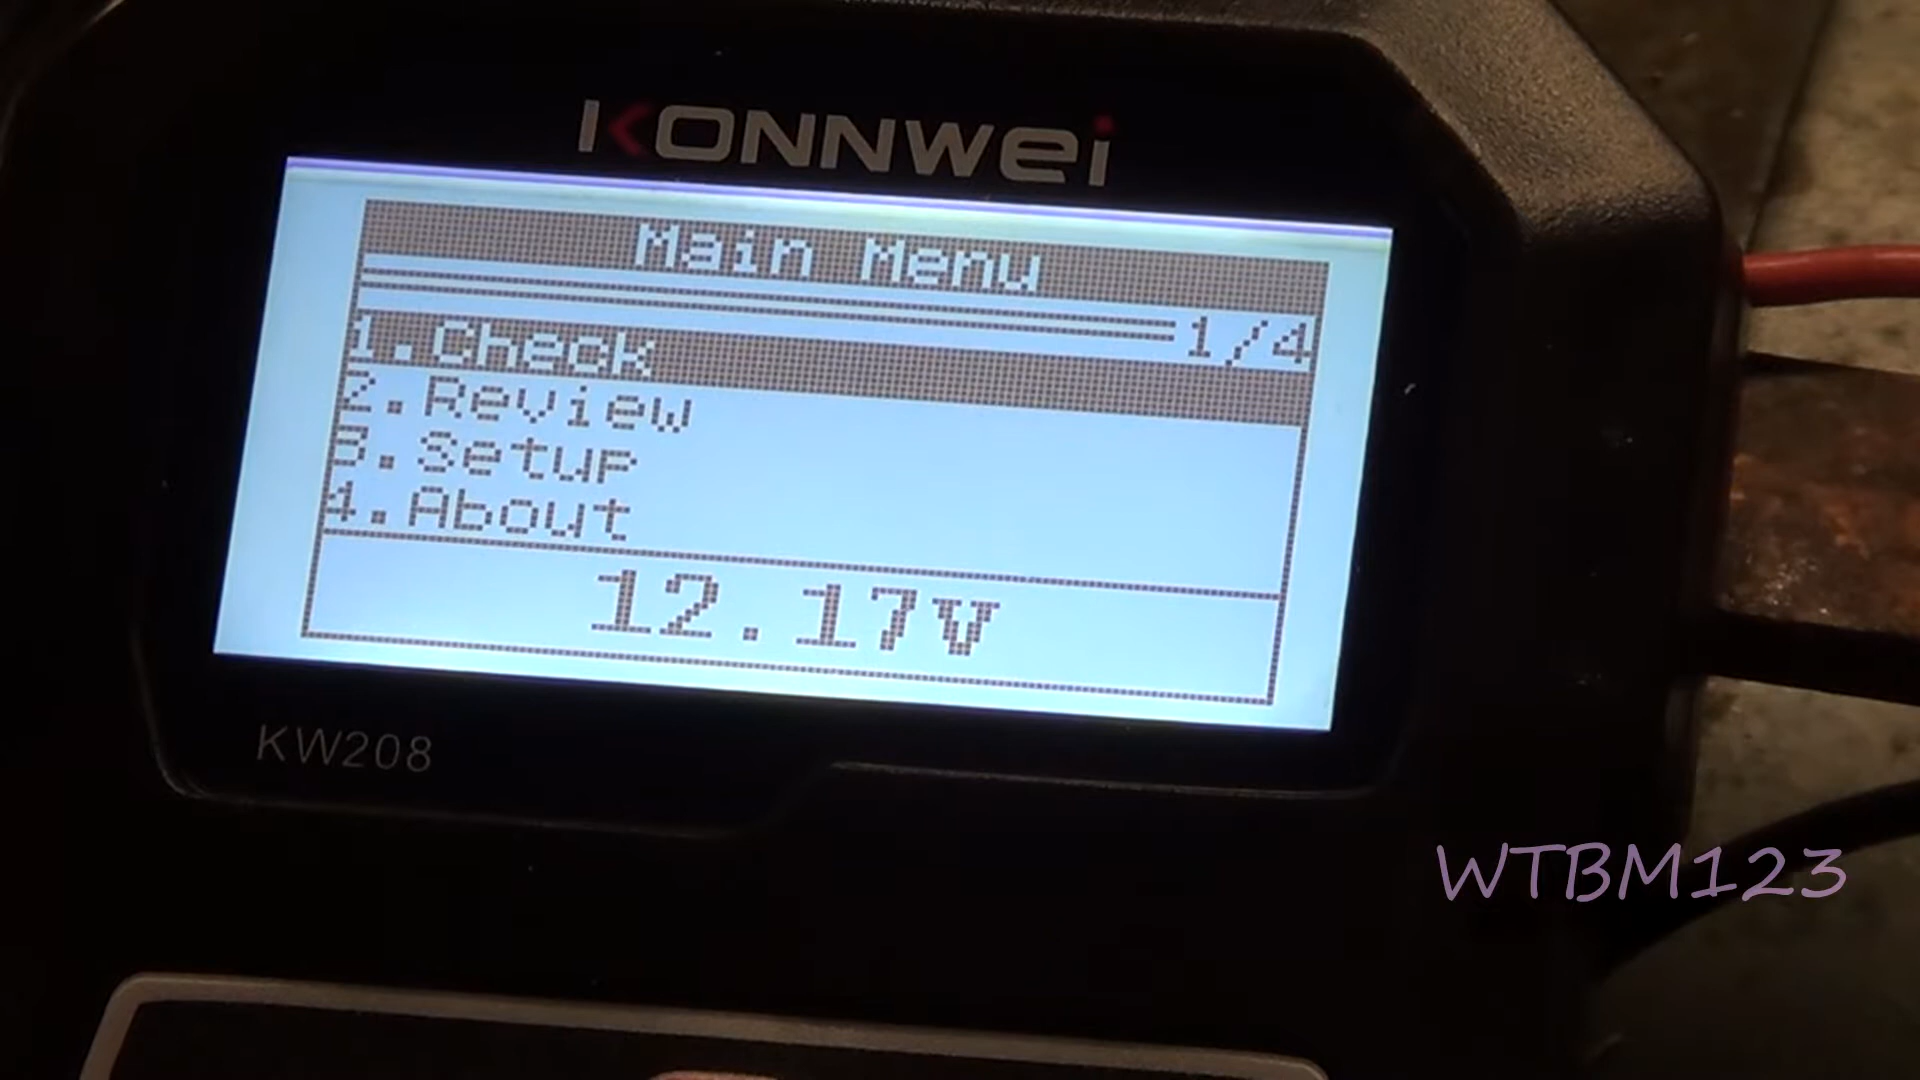 KONNWEI
Main Menu
1/4
1.Check
2.Review
3.Setup
4.About
12.17V
KW208
WTBM123